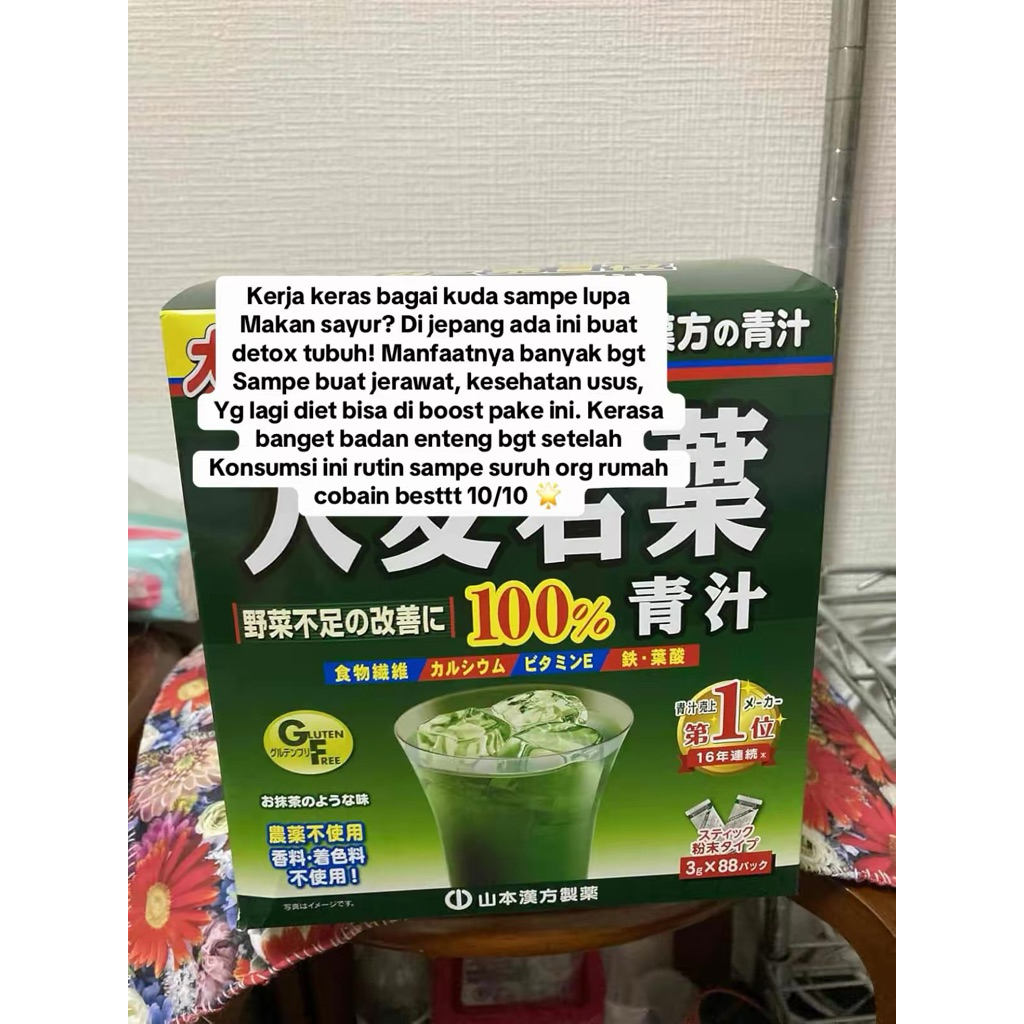 Kerja keras bagai kuda sampe lupa
Makan sayur? Di jepang ada ini buat
detox tubuh! Manfaatnya banyak bgt
Sampe buat jerawat, kesehatan usus,
Yg lagi diet bisa di boost pake ini. Kerasa
banget badan enteng bgt setelah
Konsumsi ini rutin sampe suruh org rumah
cobain besttt 10/10 🌟
漢方の青汁
大麦若葉
野菜不足の改善に
100% 青汁
食物繊維 カルシウム ビタミンE 鉄・葉酸
GLUTEN
グルテンフリー
FREE
青汁売上メーカー
第1位
16年連続※
お抹茶のような味
農薬不使用
香料・着色料
不使用!
スティック
粉末タイプ
3g×88パック
写真はイメージです。
山本漢方製薬